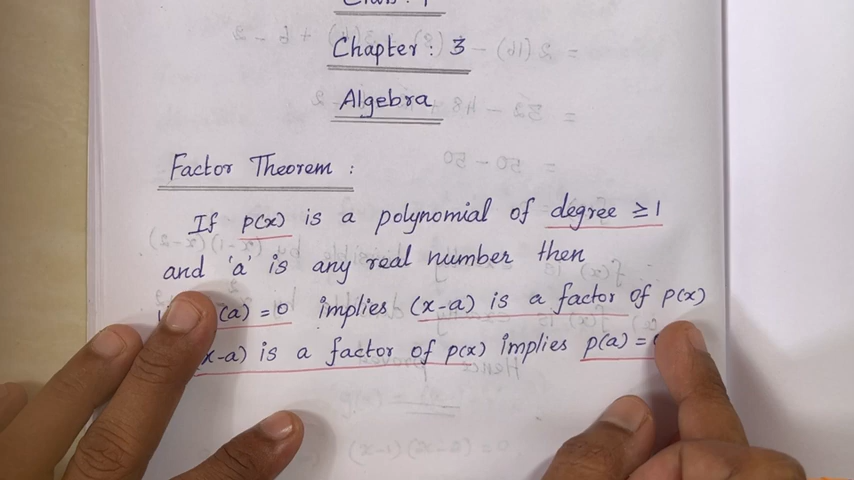 Chapter : 3
Algebra
Factor Theorem :
If p(x) is a polynomial of degree ≥ 1
and 'a' is any real number then
(a) = 0 implies (x-a) is a factor of p(x)
x-a) is a factor of p(x) implies p(a) =